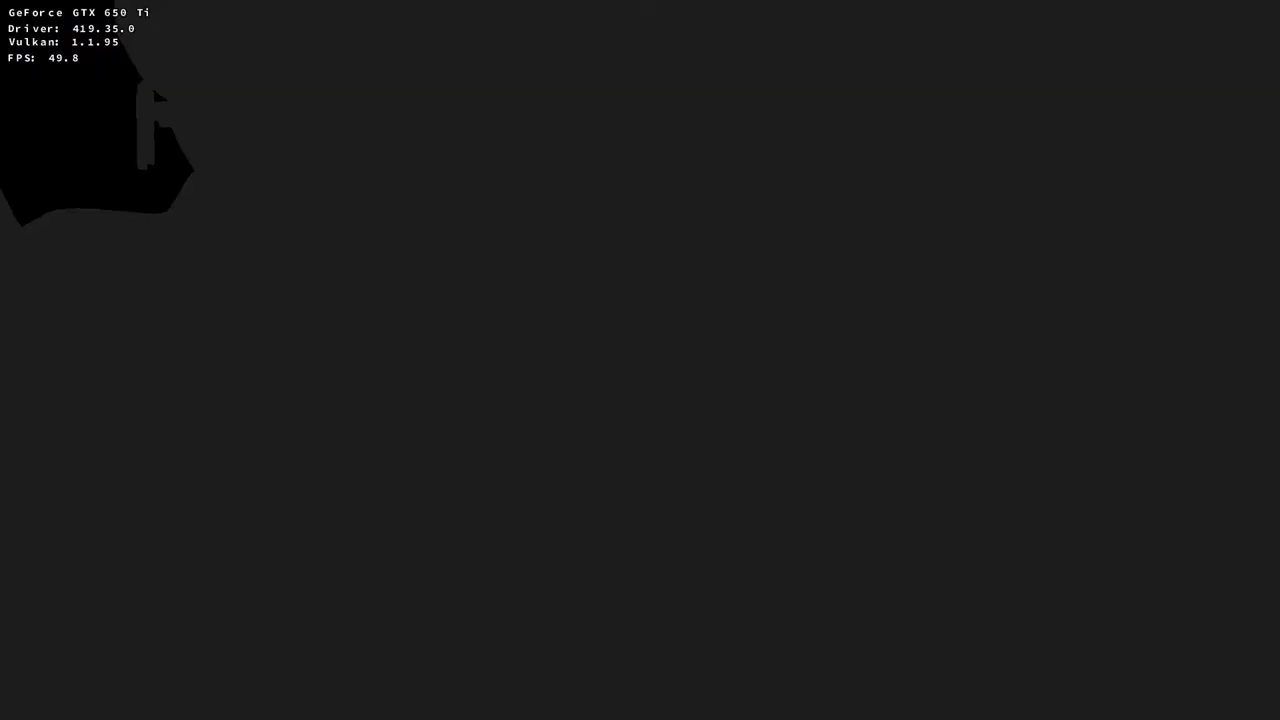 GeForce GTX 650 Ti
Driver: 419.35.0
Vulkan: 1.1.95
FPS: 49.8